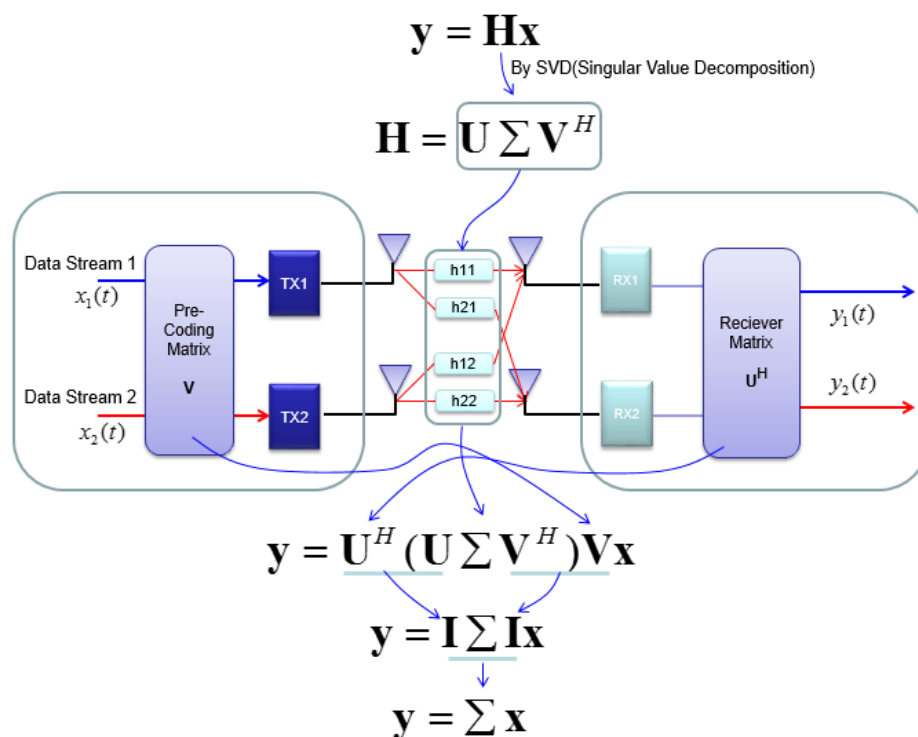 y = Hx
By SVD(Singular Value Decomposition)
H = U Σ V^H
Data Stream 1
x₁(t)
Pre-
Coding
Matrix
V
Data Stream 2
x₂(t)
TX1
TX2
h11
h21
h12
h22
RX1
RX2
Reciever
Matrix
U^H
y₁(t)
y₂(t)
y = U^H (U Σ V^H)Vx
y = I Σ Ix
y = Σ x